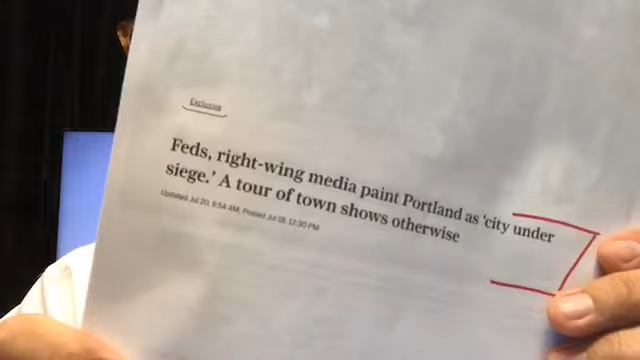 Exclusive
Feds, right-wing media paint Portland as ‘city under
siege.’ A tour of town shows otherwise
Updated Jul 20, 9:54 AM; Posted Jul 18, 12:30 PM